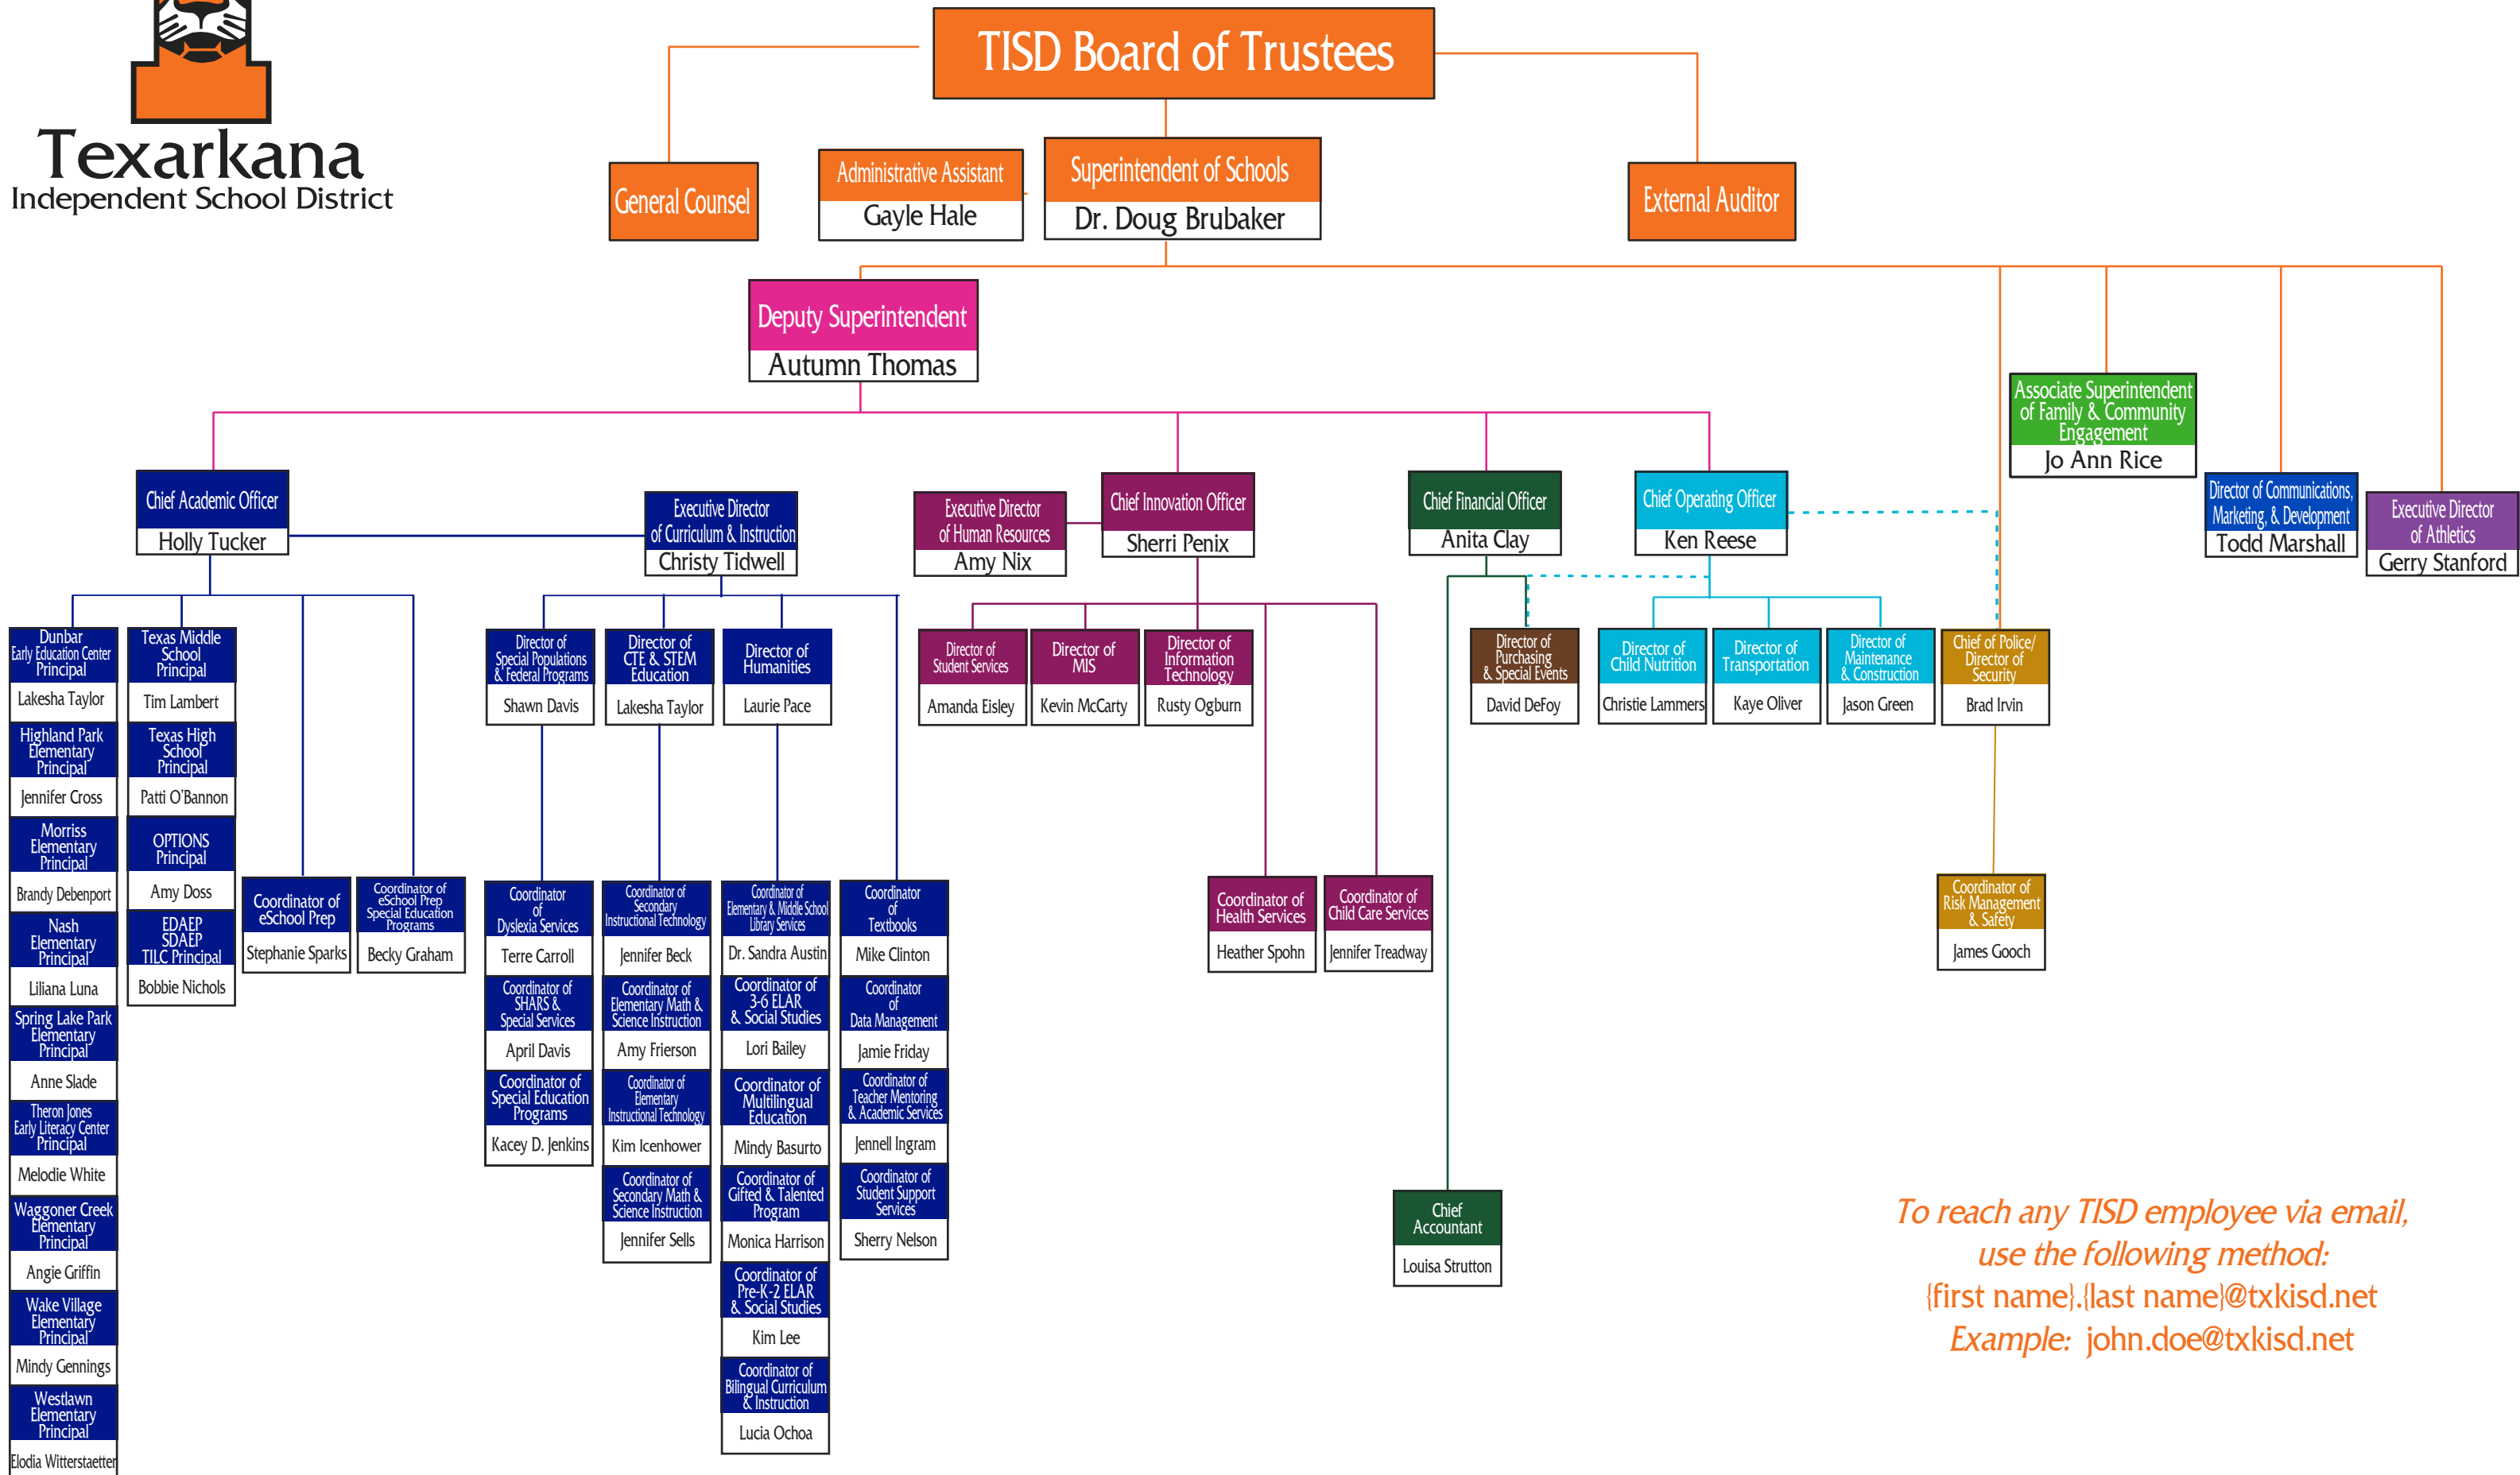 Texarkana
Independent School District
TISD Board of Trustees
General Counsel
Administrative Assistant
Gayle Hale
Superintendent of Schools
Dr. Doug Brubaker
External Auditor
Deputy Superintendent
Autumn Thomas
Associate Superintendent
of Family & Community
Engagement
Jo Ann Rice
Director of Communications,
Marketing, & Development
Todd Marshall
Executive Director
of Athletics
Gerry Stanford
Chief Academic Officer
Holly Tucker
Executive Director
of Curriculum & Instruction
Christy Tidwell
Executive Director
of Human Resources
Amy Nix
Chief Innovation Officer
Sherri Penix
Chief Financial Officer
Anita Clay
Chief Operating Officer
Ken Reese
Dunbar
Early Education Center
Principal
Lakesha Taylor
Highland Park
Elementary
Principal
Jennifer Cross
Morriss
Elementary
Principal
Brandy Debenport
Nash
Elementary
Principal
Liliana Luna
Spring Lake Park
Elementary
Principal
Anne Slade
Theron Jones
Early Literacy Center
Principal
Melodie White
Waggoner Creek
Elementary
Principal
Angie Griffin
Wake Village
Elementary
Principal
Mindy Gennings
Westlawn
Elementary
Principal
Elodia Witterstaetter
Texas Middle
School
Principal
Tim Lambert
Texas High
School
Principal
Patti O'Bannon
OPTIONS
Principal
Amy Doss
EDAEP
SDAEP
TILC Principal
Bobbie Nichols
Coordinator of
eSchool Prep
Stephanie Sparks
Coordinator of
eSchool Prep
Special Education
Programs
Becky Graham
Director of
Special Populations
& Federal Programs
Shawn Davis
Coordinator
of
Dyslexia Services
Terre Carroll
Coordinator of
SHARS &
Special Services
April Davis
Coordinator of
Special Education
Programs
Kacey D. Jenkins
Director of
CTE & STEM
Education
Lakesha Taylor
Coordinator of
Secondary
Instructional Technology
Jennifer Beck
Coordinator of
Elementary Math &
Science Instruction
Amy Frierson
Coordinator of
Elementary
Instructional Technology
Kim Icenhower
Coordinator of
Secondary Math &
Science Instruction
Jennifer Sells
Director of
Humanities
Laurie Pace
Coordinator of
Elementary & Middle School
Library Services
Dr. Sandra Austin
Coordinator of
3-6 ELAR
& Social Studies
Lori Bailey
Coordinator of
Multilingual
Education
Mindy Basurto
Coordinator of
Gifted & Talented
Program
Monica Harrison
Coordinator of
Pre-K-2 ELAR
& Social Studies
Kim Lee
Coordinator of
Bilingual Curriculum
& Instruction
Lucia Ochoa
Coordinator
of
Textbooks
Mike Clinton
Coordinator
of
Data Management
Jamie Friday
Coordinator of
Teacher Mentoring
& Academic Services
Jennell Ingram
Coordinator of
Student Support
Services
Sherry Nelson
Director of
Student Services
Amanda Eisley
Director of
MIS
Kevin McCarty
Director of
Information
Technology
Rusty Ogburn
Coordinator of
Health Services
Heather Spohn
Coordinator of
Child Care Services
Jennifer Treadway
Chief
Accountant
Louisa Strutton
Director of
Purchasing
& Special Events
David DeFoy
Director of
Child Nutrition
Christie Lammers
Director of
Transportation
Kaye Oliver
Director of
Maintenance
& Construction
Jason Green
Chief of Police/
Director of
Security
Brad Irvin
Coordinator of
Risk Management
& Safety
James Gooch
To reach any TISD employee via email,
use the following method:
{first name}.{last name}@txkisd.net
Example: john.doe@txkisd.net